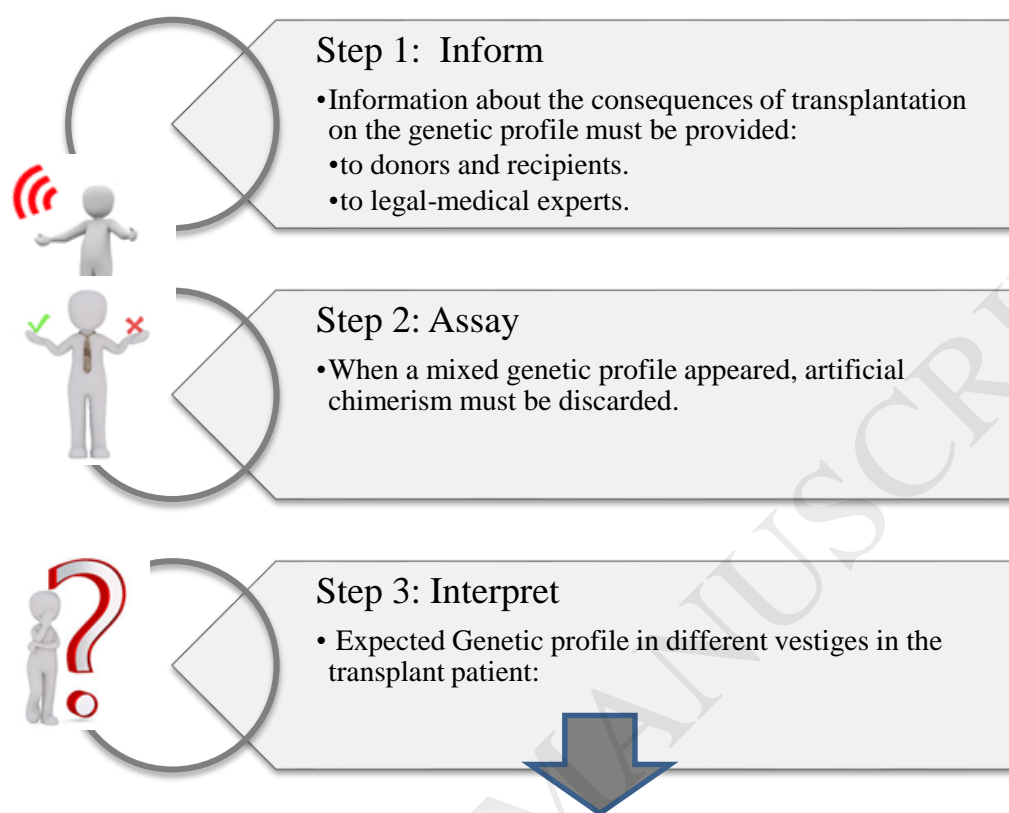 Step 1: Inform
•Information about the consequences of transplantation
on the genetic profile must be provided:
•to donors and recipients.
•to legal-medical experts.
Step 2: Assay
•When a mixed genetic profile appeared, artificial
chimerism must be discarded.
Step 3: Interpret
• Expected Genetic profile in different vestiges in the
transplant patient:
MANUSCRI